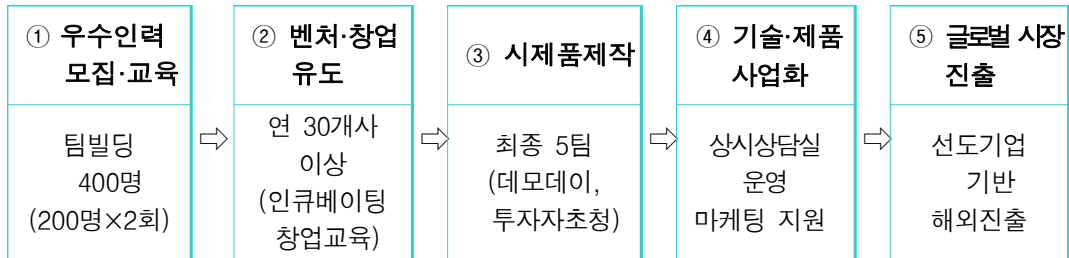 ① 우수인력
모집·교육
팀빌딩
400명
(200명×2회)
⇨
② 벤처·창업
유도
연 30개사
이상
(인큐베이팅
창업교육)
⇨
③ 시제품제작
최종 5팀
(데모데이,
투자자초청)
⇨
④ 기술·제품
사업화
상시상담실
운영
마케팅 지원
⇨
⑤ 글로벌 시장
진출
선도기업
기반
해외진출